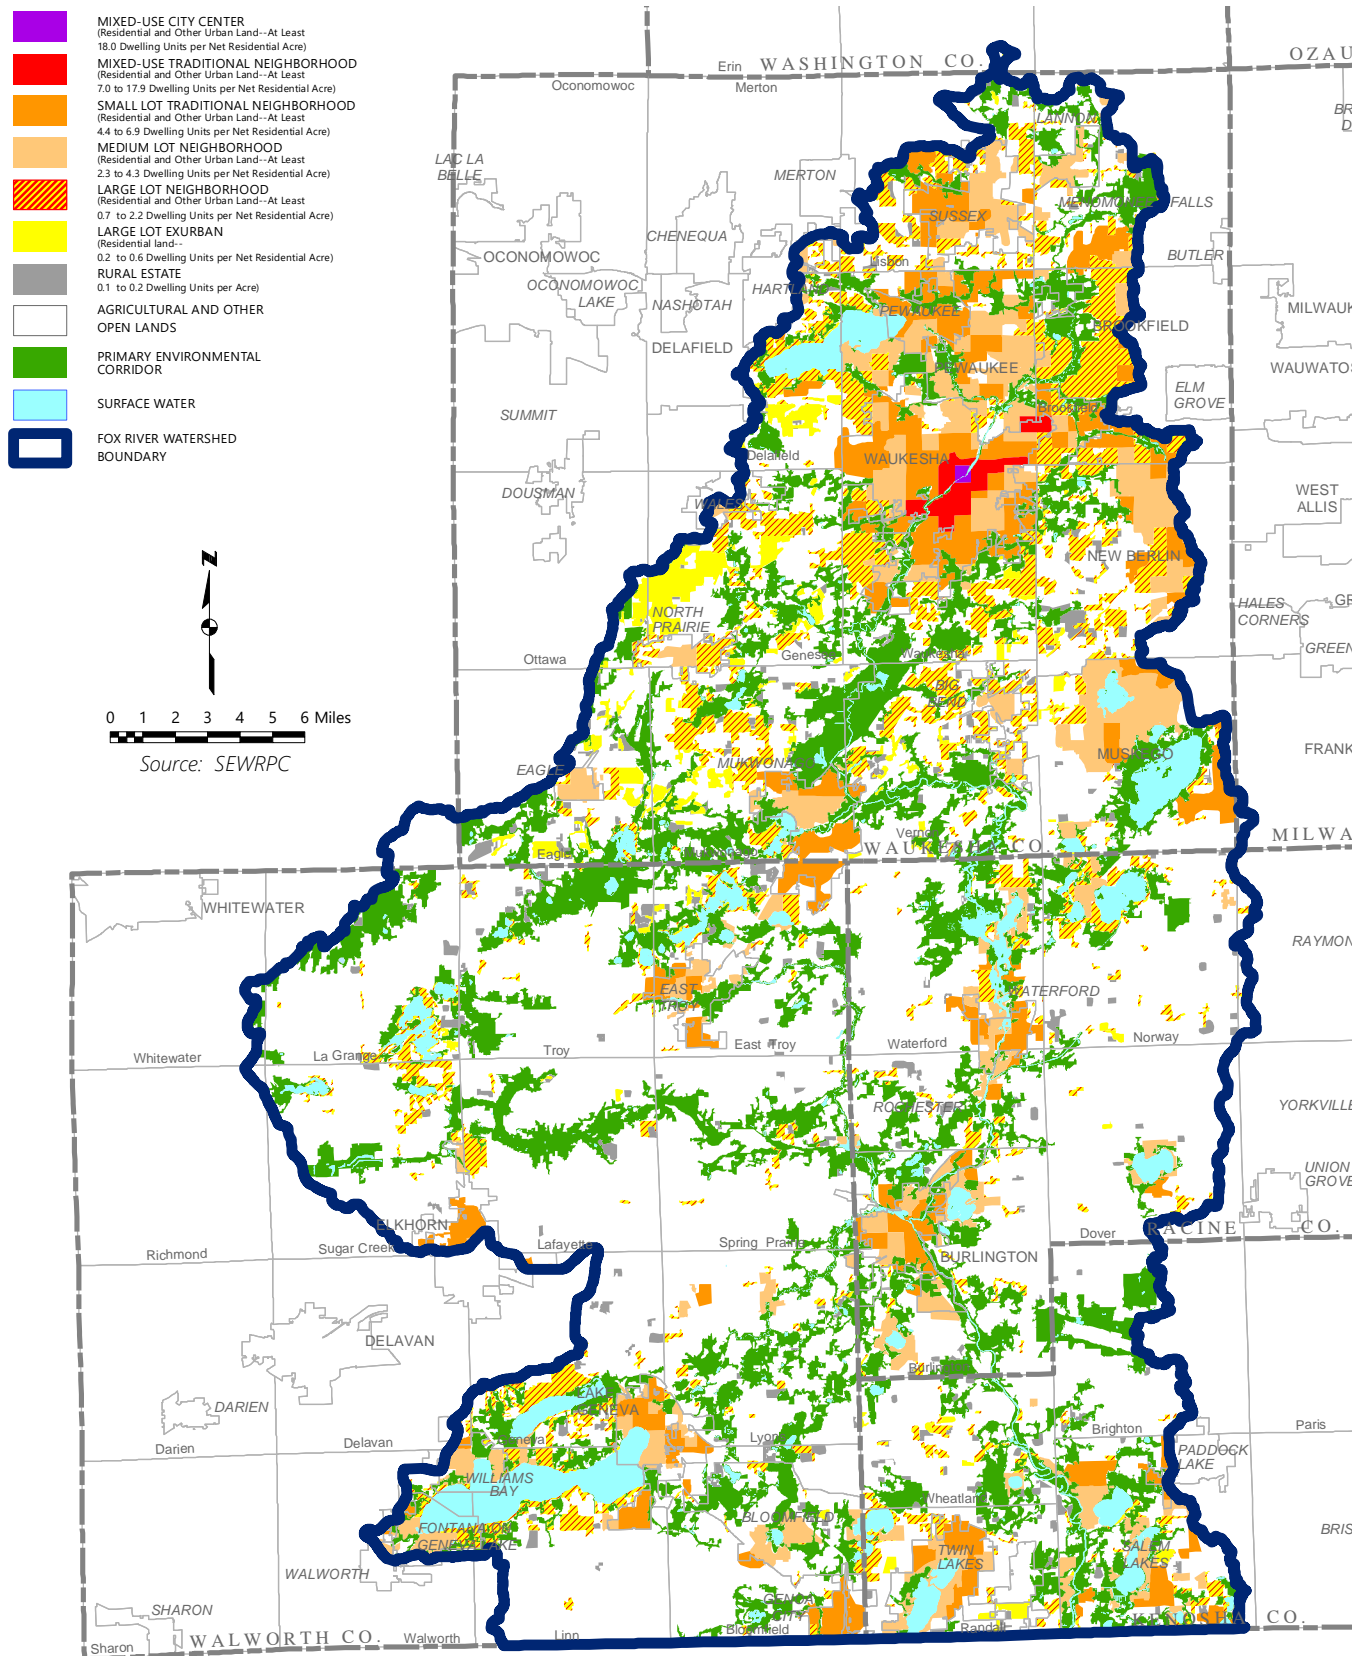 MIXED-USE CITY CENTER
(Residential and Other Urban Land--At Least
18.0 Dwelling Units per Net Residential Acre)
MIXED-USE TRADITIONAL NEIGHBORHOOD
(Residential and Other Urban Land--At Least
7.0 to 17.9 Dwelling Units per Net Residential Acre)
SMALL LOT TRADITIONAL NEIGHBORHOOD
(Residential and Other Urban Land--At Least
4.4 to 6.9 Dwelling Units per Net Residential Acre)
MEDIUM LOT NEIGHBORHOOD
(Residential and Other Urban Land--At Least
2.3 to 4.3 Dwelling Units per Net Residential Acre)
LARGE LOT NEIGHBORHOOD
(Residential and Other Urban Land--At Least
0.7 to 2.2 Dwelling Units per Net Residential Acre)
LARGE LOT EXURBAN
(Residential land--
0.2 to 0.6 Dwelling Units per Net Residential Acre)
RURAL ESTATE
0.1 to 0.2 Dwelling Units per Acre)
AGRICULTURAL AND OTHER
OPEN LANDS
PRIMARY ENVIRONMENTAL
CORRIDOR
SURFACE WATER
FOX RIVER WATERSHED
BOUNDARY
N
0 1 2 3 4 5 6 Miles
Source: SEWRPC
WASHINGTON CO.
OZAU
Erin
Oconomowoc
Merton
BR
D
LANNON
LAC LA
BELLE
MERTON
MENOMONEE FALLS
SUSSEX
CHENEQUA
OCONOMOWOC
Lisbon
BUTLER
OCONOMOWOC
LAKE
HARTLAND
NASHOTAH
PEWAUKEE
MILWAUK
BROOKFIELD
DELAFIELD
PEWAUKEE
WAUWATOS
ELM
GROVE
SUMMIT
Brookfield
Delafield
WAUKESHA
DOUSMAN
WALES
WEST
ALLIS
NEW BERLIN
NORTH
PRAIRIE
HALES
CORNERS
GR
Ottawa
Genesee
Waukesha
GREEN
BIG
BEND
EAGLE
MUKWONAGO
MUSKEGO
FRANK
Vernon
Eagle
WAUKESHA CO.
MILWA
WHITEWATER
RAYMON
EAST
TROY
WATERFORD
Whitewater
La Grange
Troy
East Troy
Waterford
Norway
ROCHESTER
YORKVILLE
UNION
GROVE
ELKHORN
Richmond
Sugar Creek
Lafayette
Spring Prairie
Dover
RACINE CO.
BURLINGTON
DELAVAN
Burlington
DARIEN
LAKE
GENEVA
Darien
Delavan
Geneva
Lyons
Brighton
Paris
PADDOCK
LAKE
WILLIAMS
BAY
Wheatland
BLOOMFIELD
FONTANA ON
GENEVA LAKE
BRIS
TWIN
LAKES
SALEM
LAKES
WALWORTH
SHARON
GENOA
CITY
KENOSHA CO.
Sharon
WALWORTH CO.
Walworth
Linn
Bloomfield
Randall